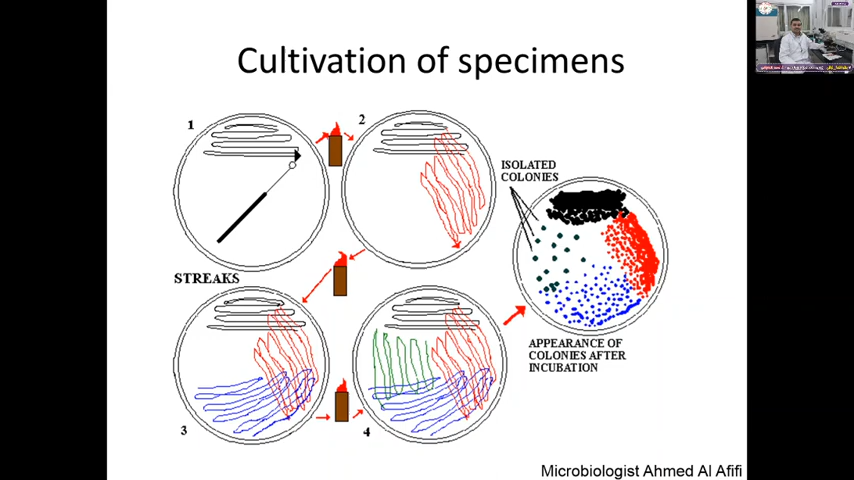 Cultivation of specimens
1
2
ISOLATED
COLONIES
STREAKS
APPEARANCE OF
COLONIES AFTER
INCUBATION
3
4
Microbiologist Ahmed Al Afifi